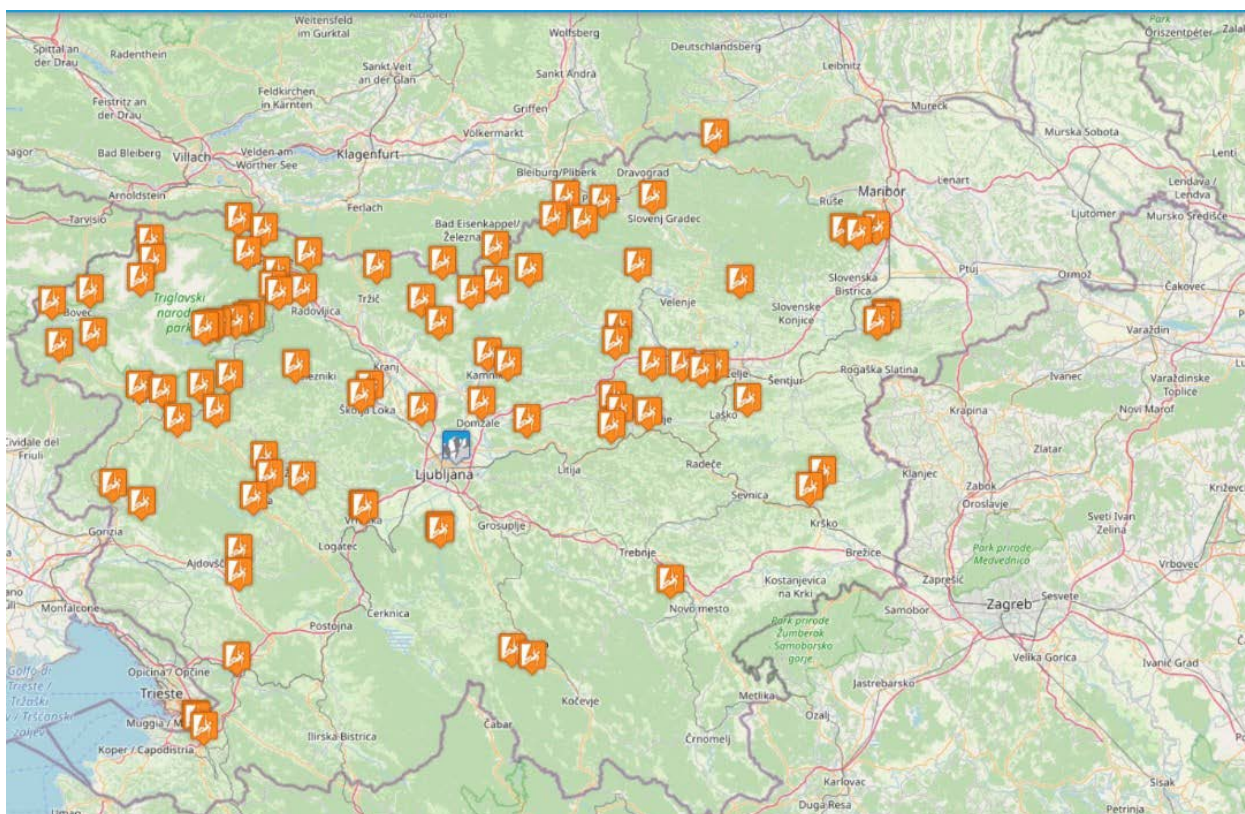 Weitensfeld
im Gurktal
Wolfsberg
Park
Őriszentpéter
Spittal an
der Drau
Radenthein
Deutschlandsberg
Sankt Veit
an der Glan
Leibnitz
Sankt Andrä
Feldkirchen
in Kärnten
Feistritz an
der Drau
Griffen
Mureck
Völkermarkt
Murska Sobota
Bad Bleiberg
Villach
Velden am
Wörther See
Klagenfurt
Lenti
Bleiburg/Pliberk
Dravograd
Lenart
Maribor
Lendava /
Lendva
Arnoldstein
Ferlach
Ruše
Tarvisio
Bad Eisenkappel/
Železna
Slovenj Gradec
Ljutomer
Mursko Središće
Ptuj
Ormož
Čakovec
Triglavski
narod
park
Bovec
Tržič
Radovljica
Velenje
Slovenska
Bistrica
Slovenske
Konjice
Varaždin
Kranj
Kamnik
Šentjur
Rogaška Slatina
Ivanec
Varaždinske
Toplice
Škofja Loka
Laško
Krapina
Novi Marof
Domžale
Cividale del
Friuli
Zlatar
Ljubljana
Litija
Radeče
Klanjec
Zabok
Sevnica
Oroslavje
Gorizia
Vrhnika
Grosuplje
Krško
Sveti Ivan
Zelina
Logatec
Trebnje
Brežice
Park prirode
Medvednica
Vrbovec
Kostanjevica
na Krki
Zaprešić
Monfalcone
Cerknica
Novo mesto
Samobor
Zagreb
Sesvete
Postojna
Park prirode
Žumberak
Samoborsko
gorje
Velika Gorica
Ivanić Grad
Opicina / Opčine
Trieste
Jastrebarsko
Kočevje
Metlika
Ozalj
Koper / Capodistria
Ilirska Bistrica
Čabar
Črnomelj
Karlovac
Sisak
Duga Resa
Petrinja